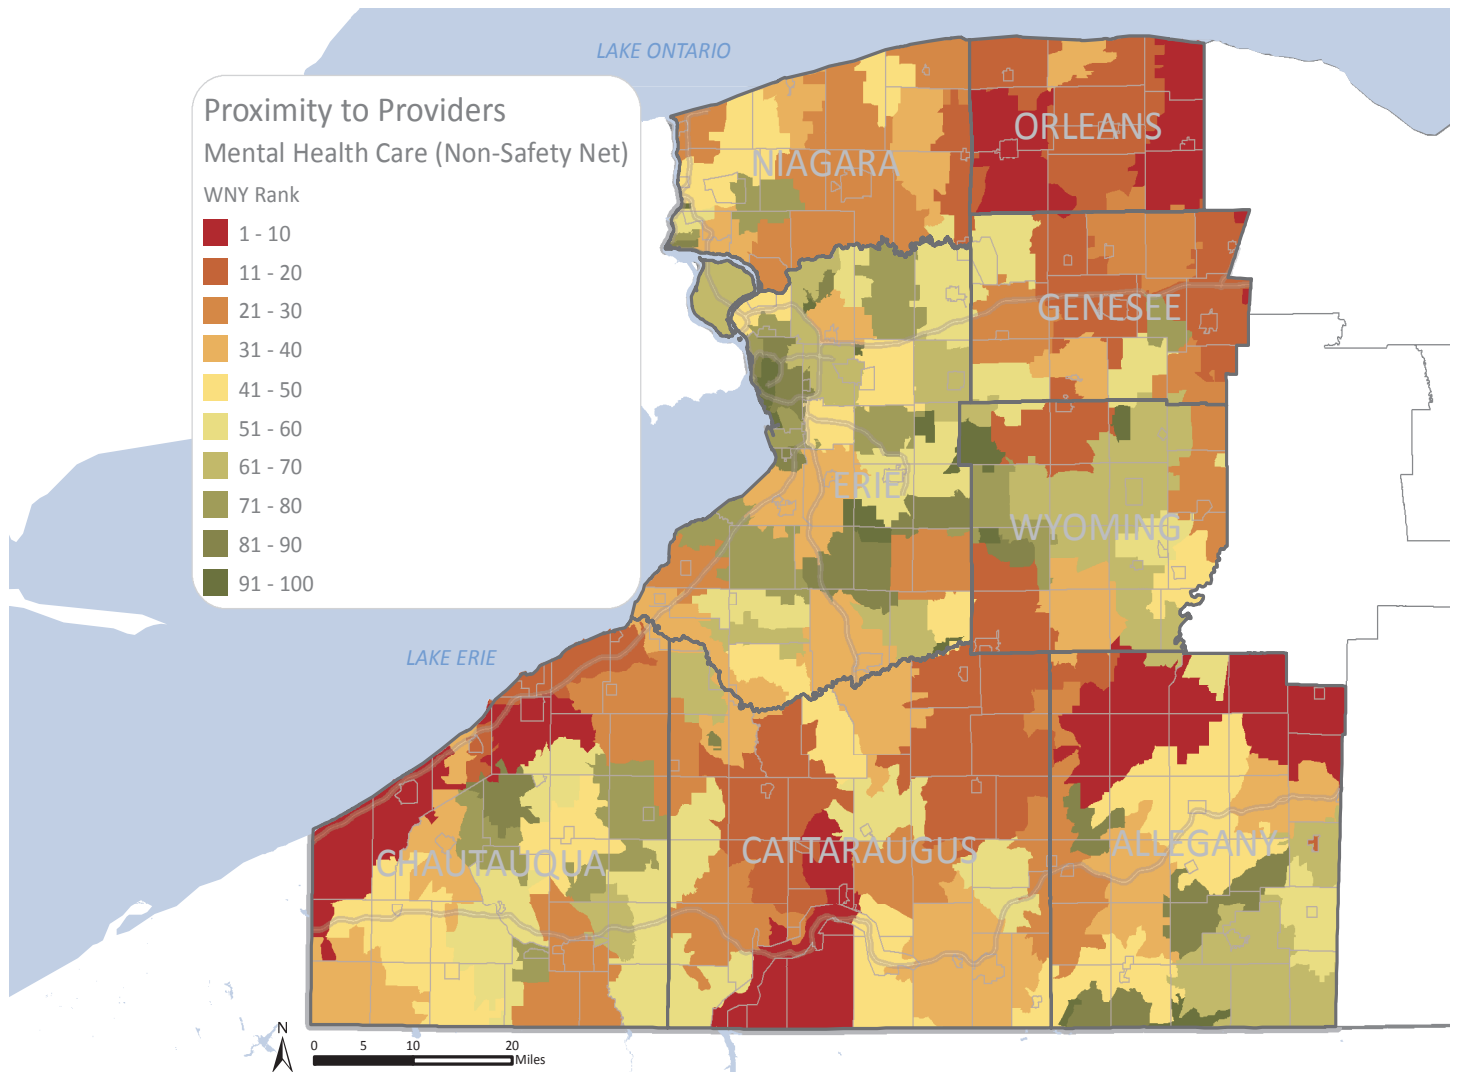 LAKE ONTARIO
Proximity to Providers
Mental Health Care (Non-Safety Net)
WNY Rank
1 - 10
11 - 20
21 - 30
31 - 40
41 - 50
51 - 60
61 - 70
71 - 80
81 - 90
91 - 100
ORLEANS
NIAGARA
GENESEE
ERIE
WYOMING
LAKE ERIE
CHAUTAUQUA
CATTARAUGUS
ALLEGANY
N
0 5 10 20
Miles